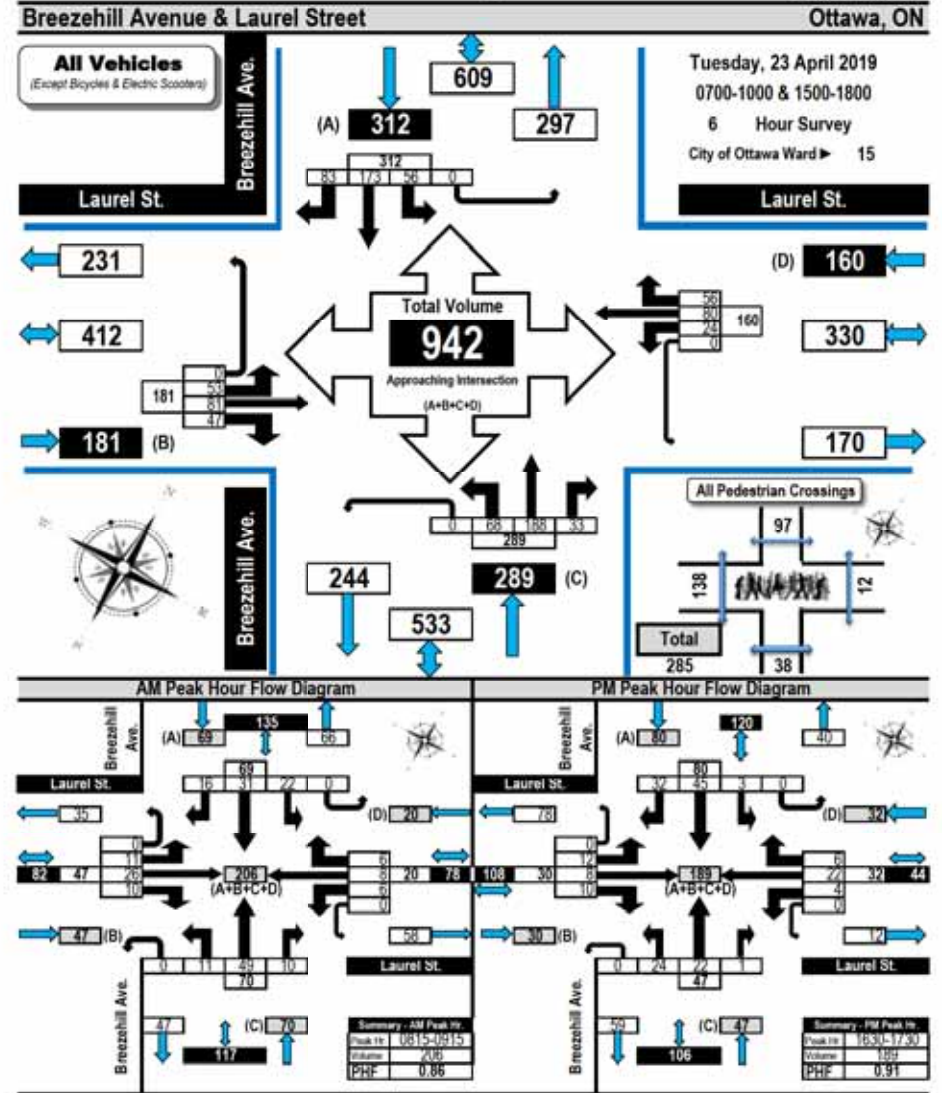 Breezehill Avenue & Laurel Street
Ottawa, ON
All Vehicles
(Except Bicycles & Electric Scooters)
Breezehill Ave.
Laurel St.
609
(A) 312
297
312
83 173 56 0
Tuesday, 23 April 2019
0700-1000 & 1500-1800
6 Hour Survey
City of Ottawa Ward ► 15
Laurel St.
231
412
181
0
53
81
47
181 (B)
Total Volume
942
Approaching Intersection
(A+B+C+D)
(D) 160
56
80
24
0
160
330
170
Breezehill Ave.
0 68 188 33
289
244
289 (C)
533
All Pedestrian Crossings
97
138
12
38
Total
285
AM Peak Hour Flow Diagram
Breezehill Ave.
135
(A) 69
66
69
16 31 22 0
Laurel St.
35
(D) 20
0
11
26
10
82 47
206
(A+B+C+D)
6
8
6
0
20 78
47 (B)
58
0 11 49 10
70
Laurel St.
Breezehill Ave.
47
(C) 70
117
Summary - AM Peak Hr.
Peak Hr 0815-0915
Volume 206
PHF 0.86
PM Peak Hour Flow Diagram
Breezehill Ave.
120
(A) 80
40
80
32 45 3 0
Laurel St.
78
(D) 32
0
12
8
10
108 30
189
(A+B+C+D)
6
22
4
0
32 44
30 (B)
12
0 24 22 1
47
Laurel St.
Breezehill Ave.
59
(C) 47
106
Summary - PM Peak Hr.
Peak Hr 1630-1730
Volume 189
PHF 0.91